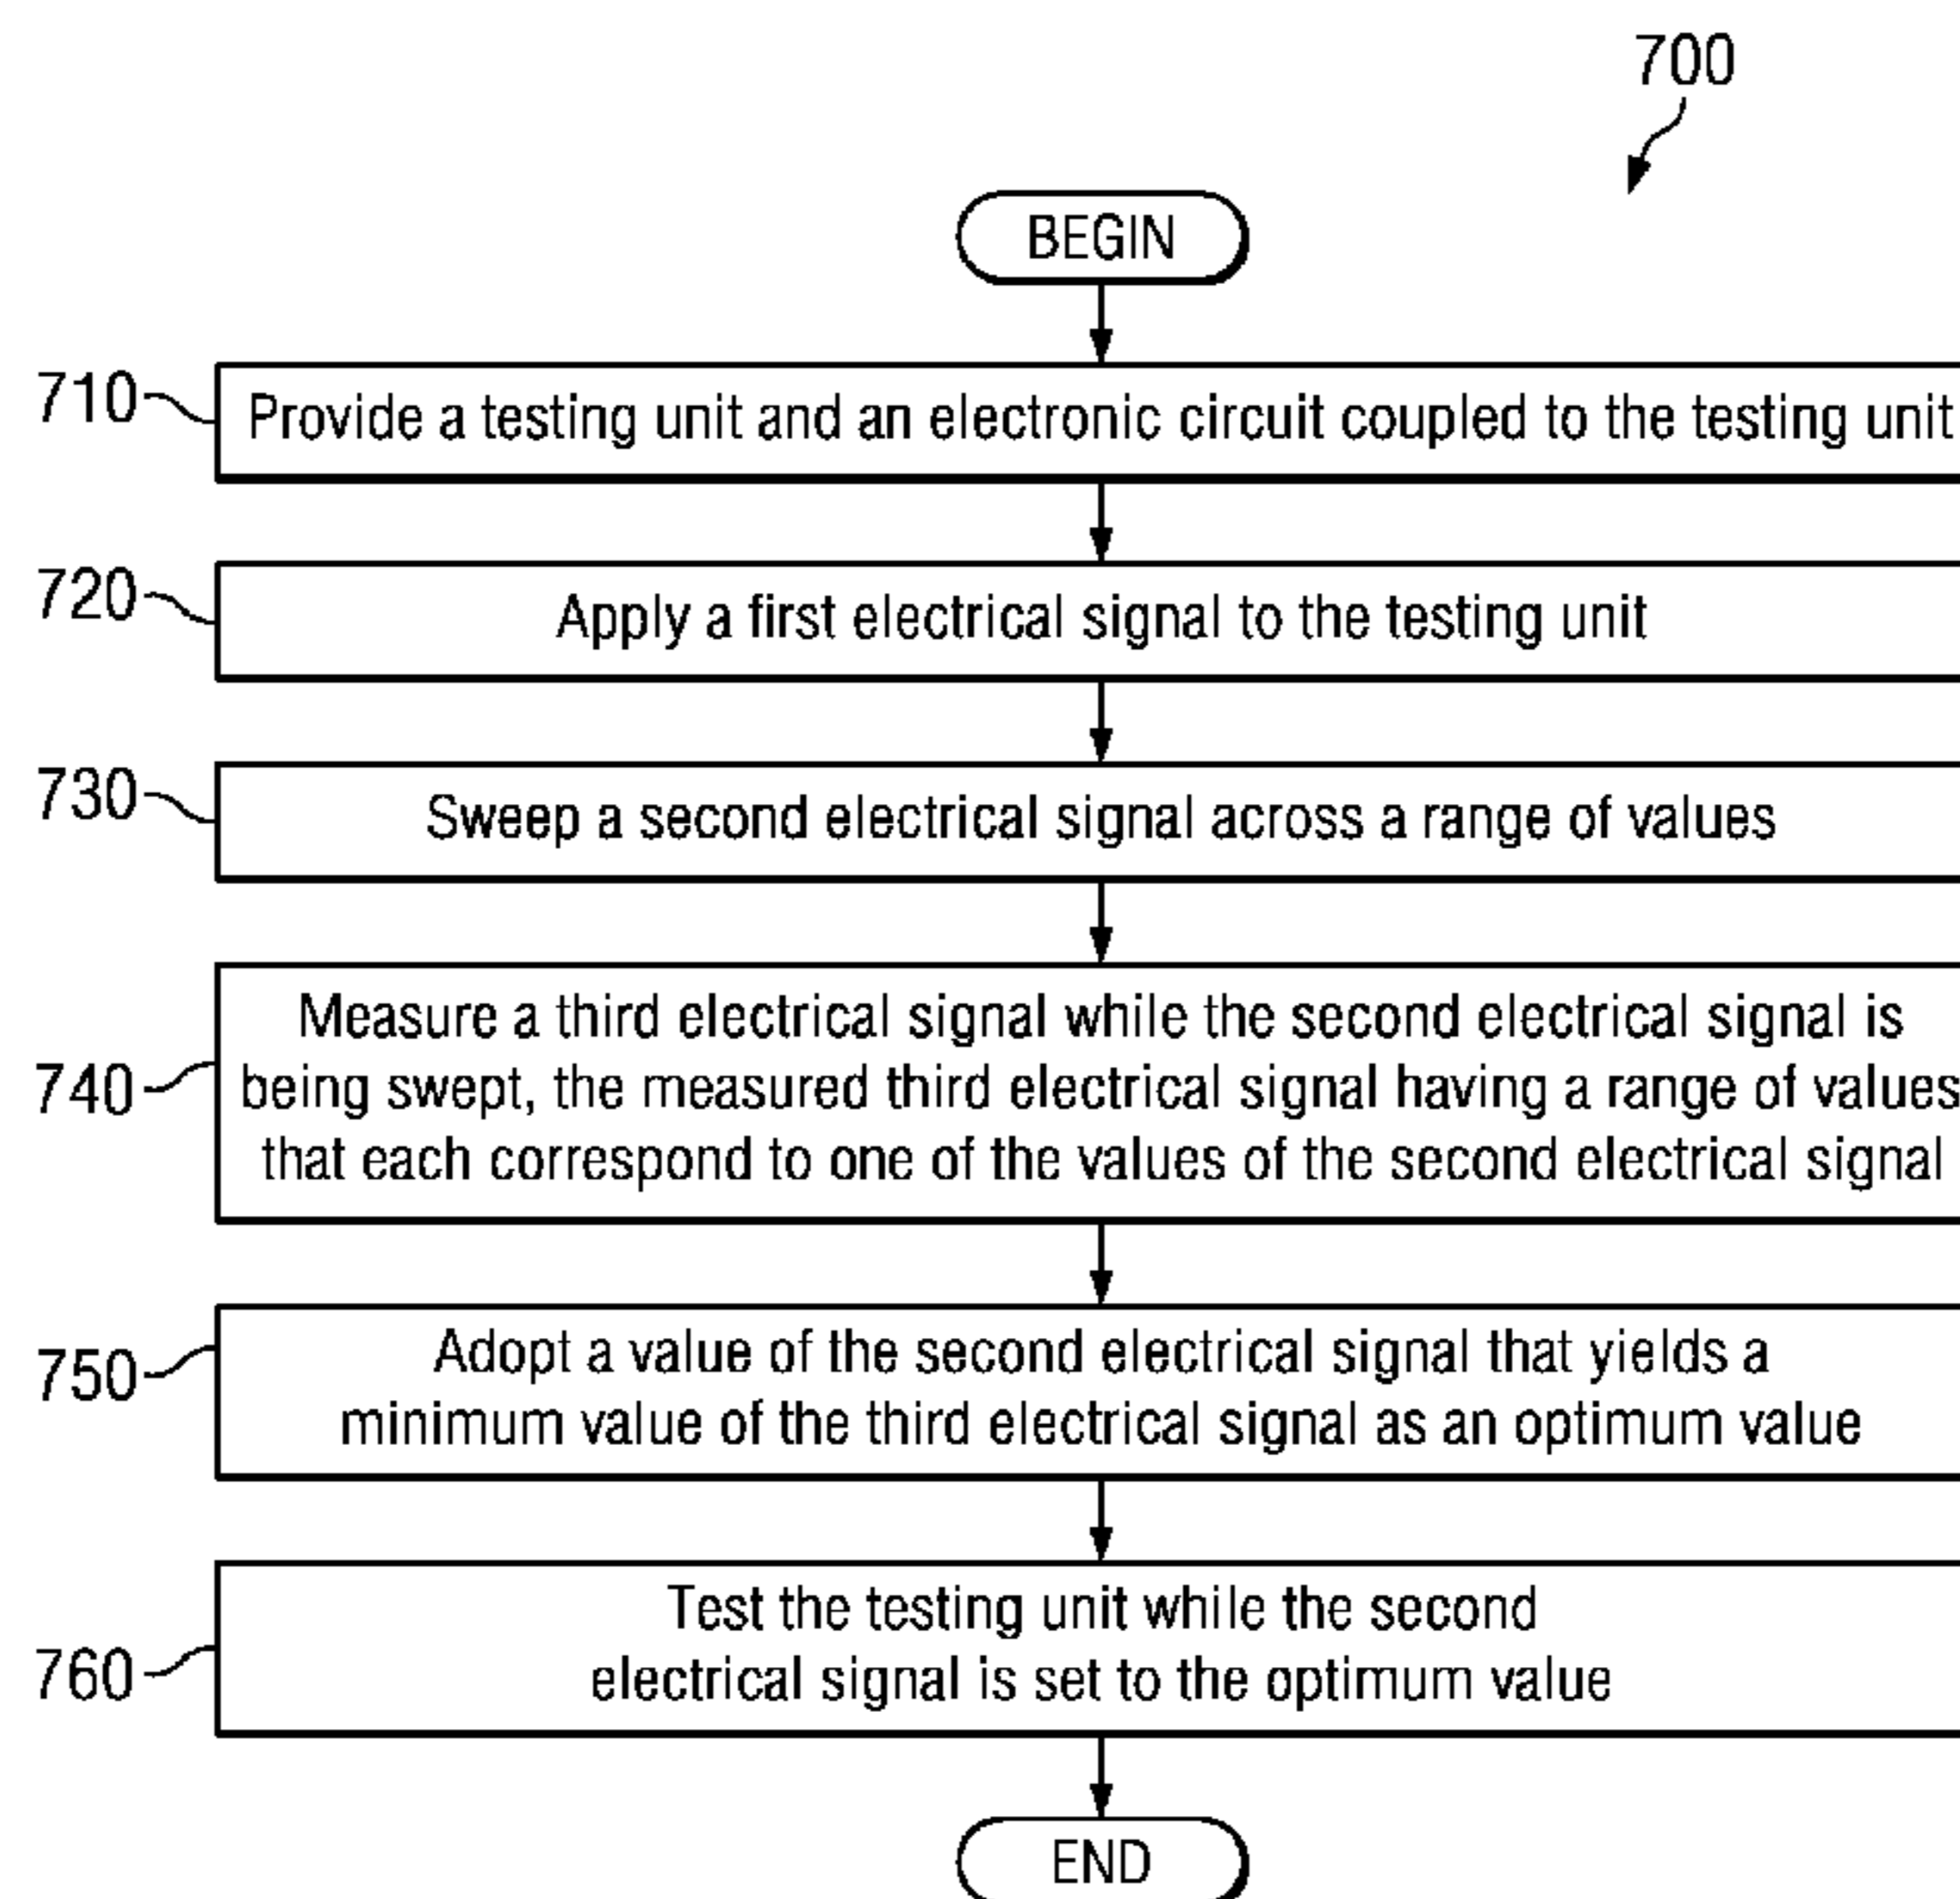 700
BEGIN
710
Provide a testing unit and an electronic circuit coupled to the testing unit
720
Apply a first electrical signal to the testing unit
730
Sweep a second electrical signal across a range of values
740
Measure a third electrical signal while the second electrical signal is
being swept, the measured third electrical signal having a range of values
that each correspond to one of the values of the second electrical signal
750
Adopt a value of the second electrical signal that yields a
minimum value of the third electrical signal as an optimum value
760
Test the testing unit while the second
electrical signal is set to the optimum value
END